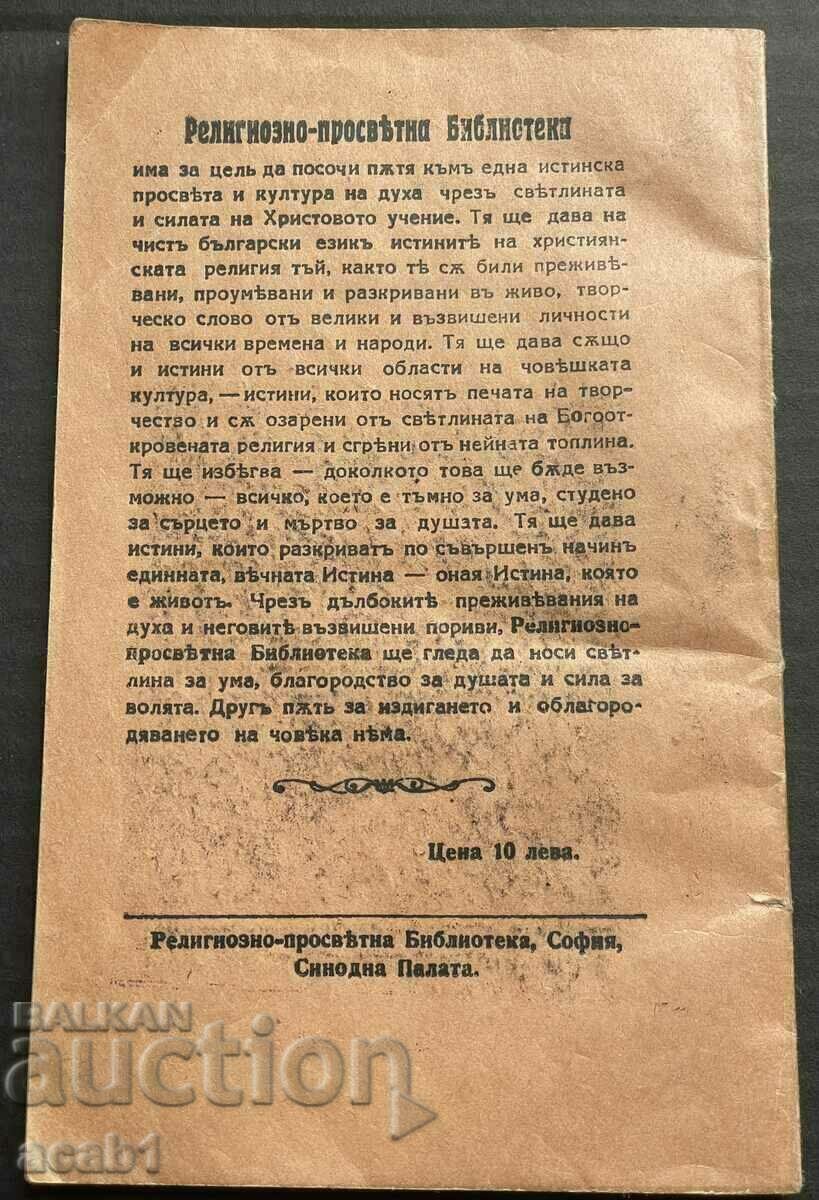 Религиозно-просвѣтна Библиотека
има за цель да посочи пѫтя къмъ една истинска
просвѣта и култура на духа чрезъ свѣтлината
и силата на Христовото учение. Тя ще дава на
чистъ български езикъ истинитѣ на християн-
ската религия тъй, както тѣ сѫ били преживѣ-
вани, проумѣвани и разкривани въ живо, твор-
ческо слово отъ велики и възвишени личности
на всички времена и народи. Тя ще дава сѫщо
и истини отъ всички области на човѣшката
култура, — истини, които носятъ печата на твор-
чество и сѫ озарени отъ свѣтлината на Богоот-
кровената религия и сгрѣни отъ нейната топлина.
Тя ще избѣгва — доколкото това ще бѫде въз-
можно — всичко, което е тъмно за ума, студено
за сърцето и мъртво за душата. Тя ще дава
истини, които разкриватъ по съвършенъ начинъ
единната, вѣчната Истина — оная Истина, която
е животъ. Чрезъ дълбокитѣ преживѣвания на
духа и неговитѣ възвишени пориви, Религиозно-
просвѣтна Библиотека ще гледа да носи свѣт-
лина за ума, благородство за душата и сила за
волята. Другъ пѫть за издигането и облагоро-
дяването на човѣка нѣма.
Цена 10 лева.
Религиозно-просвѣтна Библиотека, София,
Синодна Палата.
BALKAN
auction
acab1